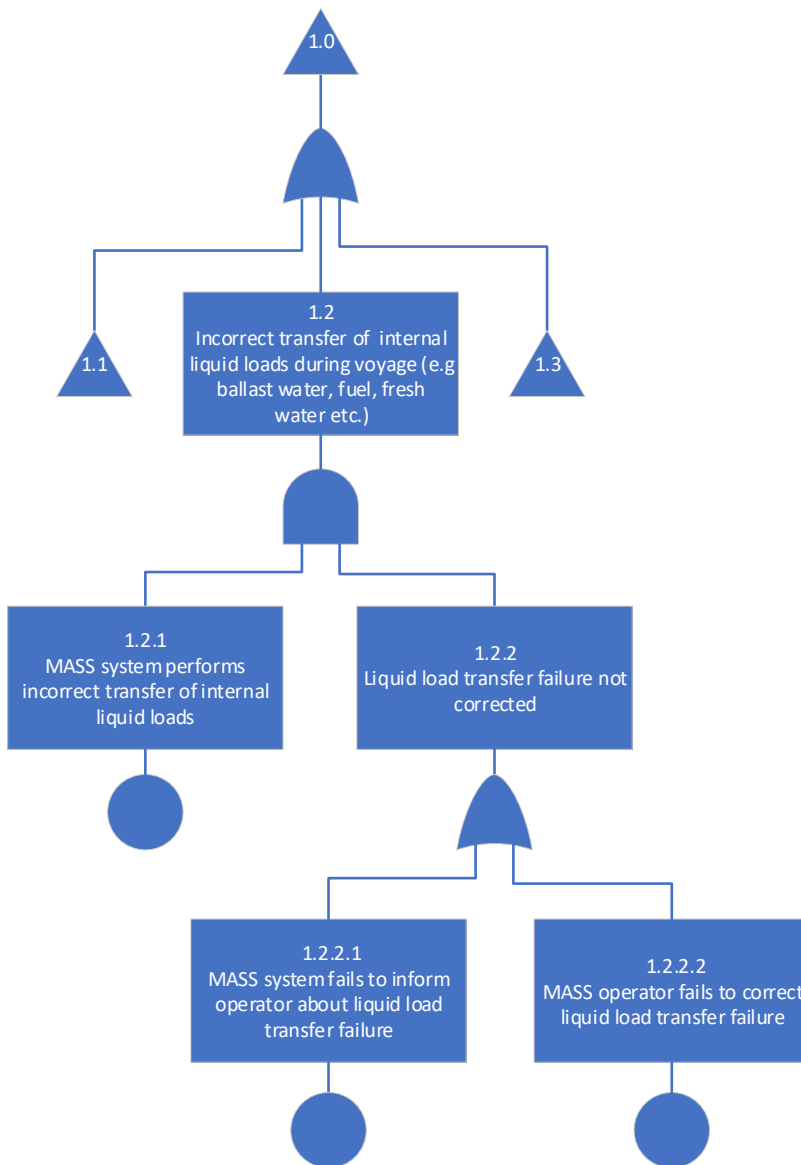 1.0
1.1
1.2
Incorrect transfer of internal
liquid loads during voyage (e.g
ballast water, fuel, fresh
water etc.)
1.3
1.2.1
MASS system performs
incorrect transfer of internal
liquid loads
1.2.2
Liquid load transfer failure not
corrected
1.2.2.1
MASS system fails to inform
operator about liquid load
transfer failure
1.2.2.2
MASS operator fails to correct
liquid load transfer failure